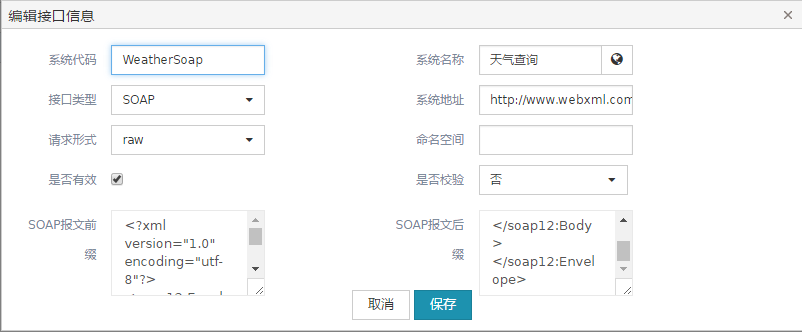 编辑接口信息 ×
系统代码 WeatherSoap 系统名称 天气查询
接口类型 SOAP 系统地址 http://www.webxml.com
请求形式 raw 命名空间
是否有效 是否校验 否
SOAP报文前缀 SOAP报文后缀
<?xml
version="1.0"
encoding="utf-
8"?>
</soap12:Body
>
</soap12:Envel
ope>
取消 保存